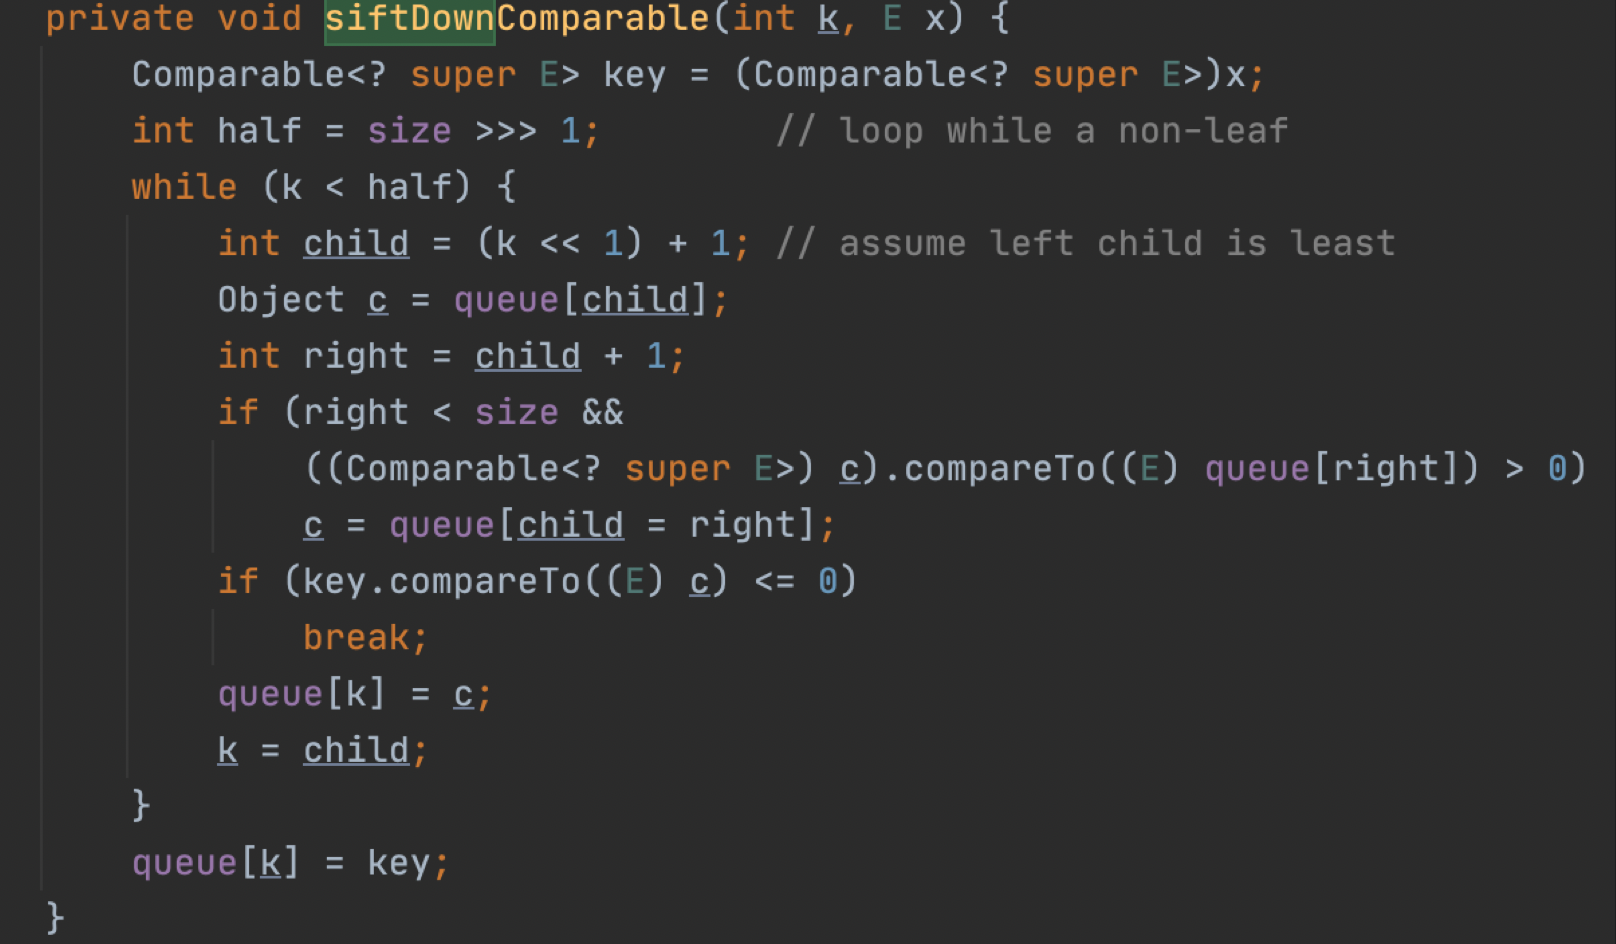 private void siftDownComparable(int k, E x) {
    Comparable<? super E> key = (Comparable<? super E>)x;
    int half = size >>> 1;        // loop while a non-leaf
    while (k < half) {
        int child = (k << 1) + 1; // assume left child is least
        Object c = queue[child];
        int right = child + 1;
        if (right < size &&
            ((Comparable<? super E>) c).compareTo((E) queue[right]) > 0)
            c = queue[child = right];
        if (key.compareTo((E) c) <= 0)
            break;
        queue[k] = c;
        k = child;
    }
    queue[k] = key;
}